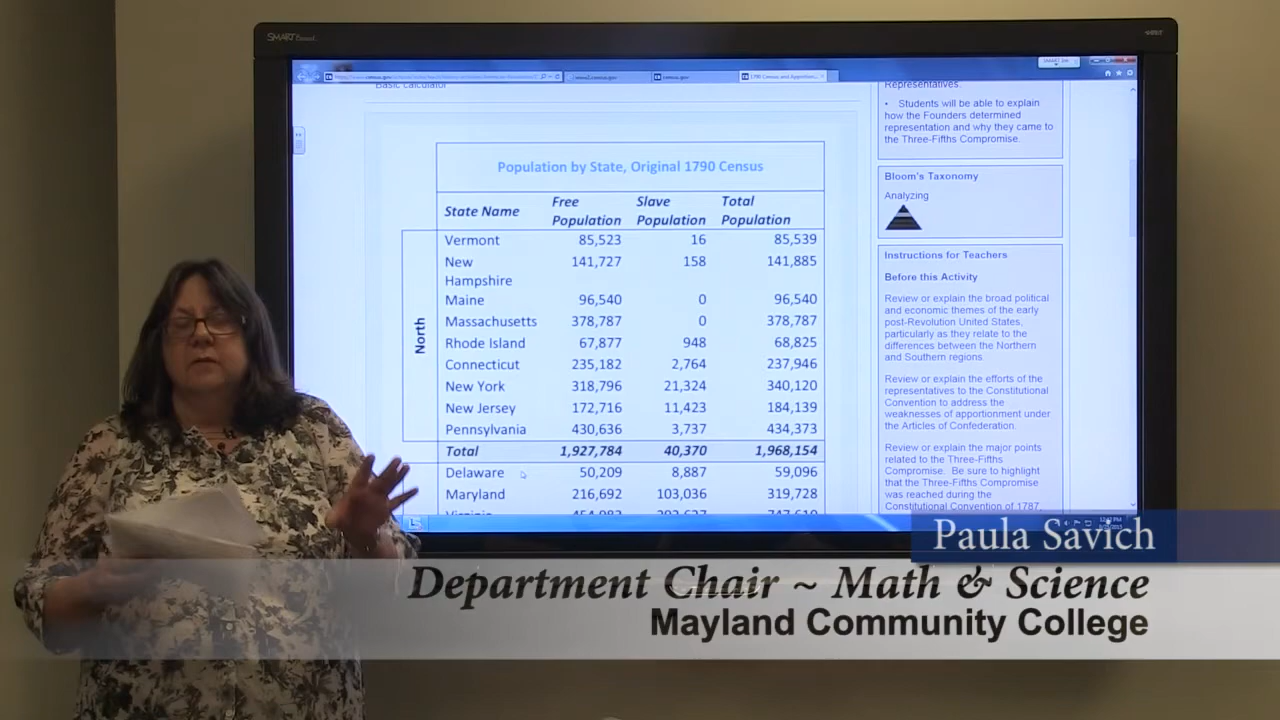 SMART Board
Basic Calculator
1790 Census and Apportion...
Population by State, Original 1790 Census
State Name Free Population Slave Population Total Population
North
Vermont 85,523 16 85,539
New Hampshire 141,727 158 141,885
Maine 96,540 0 96,540
Massachusetts 378,787 0 378,787
Rhode Island 67,877 948 68,825
Connecticut 235,182 2,764 237,946
New York 318,796 21,324 340,120
New Jersey 172,716 11,423 184,139
Pennsylvania 430,636 3,737 434,373
Total 1,927,784 40,370 1,968,154
Delaware 50,209 8,887 59,096
Maryland 216,692 103,036 319,728
Representatives.
• Students will be able to explain
how the Founders determined
representation and why they came to
the Three-Fifths Compromise.
Bloom's Taxonomy
Analyzing
Instructions for Teachers
Before this Activity
Review or explain the broad political
and economic themes of the early
post-Revolution United States,
particularly as they relate to the
differences between the Northern
and Southern regions.
Review or explain the efforts of the
representatives to the Constitutional
Convention to address the
weaknesses of apportionment under
the Articles of Confederation.
Review or explain the major points
related to the Three-Fifths
Compromise. Be sure to highlight
that the Three-Fifths Compromise
was reached during the
Constitutional Convention of 1787,
Paula Savich
Department Chair ~ Math & Science
Mayland Community College